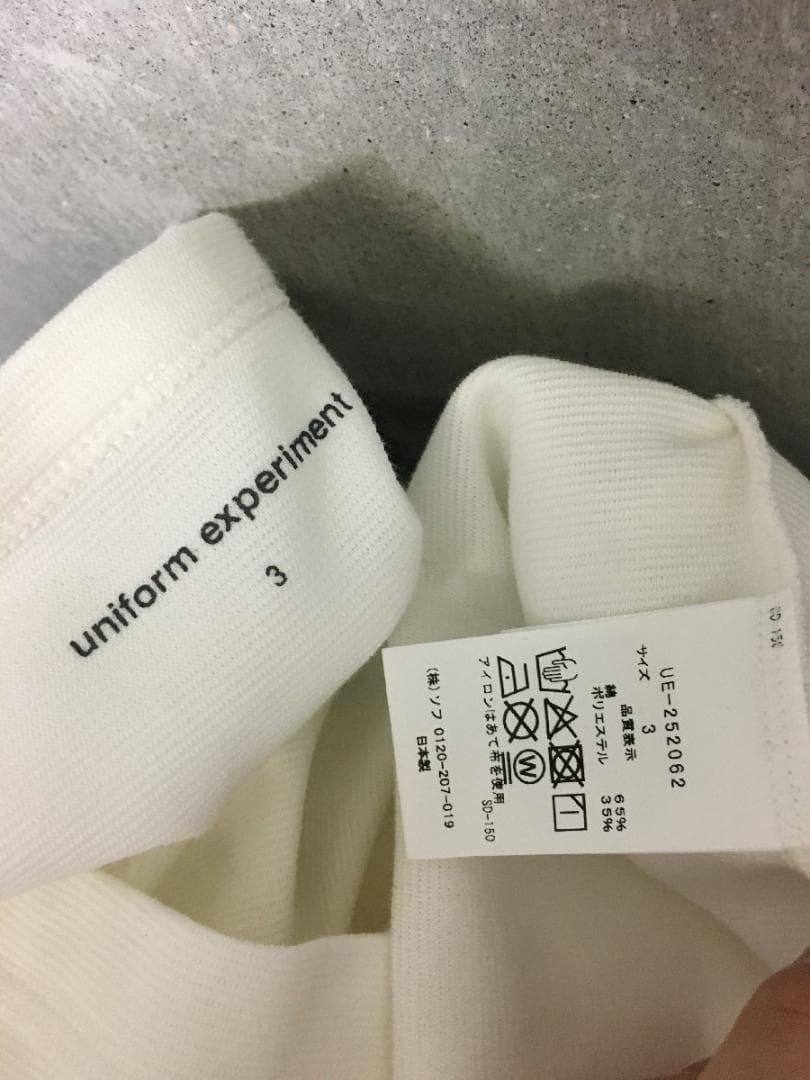 uniform experiment
3
UE-252062
サイズ 3
品質表示
綿 65%
ポリエステル 35%
W
アイロンはあて布を使用
SD-150
(株)ソフ 0120-207-019
日本製